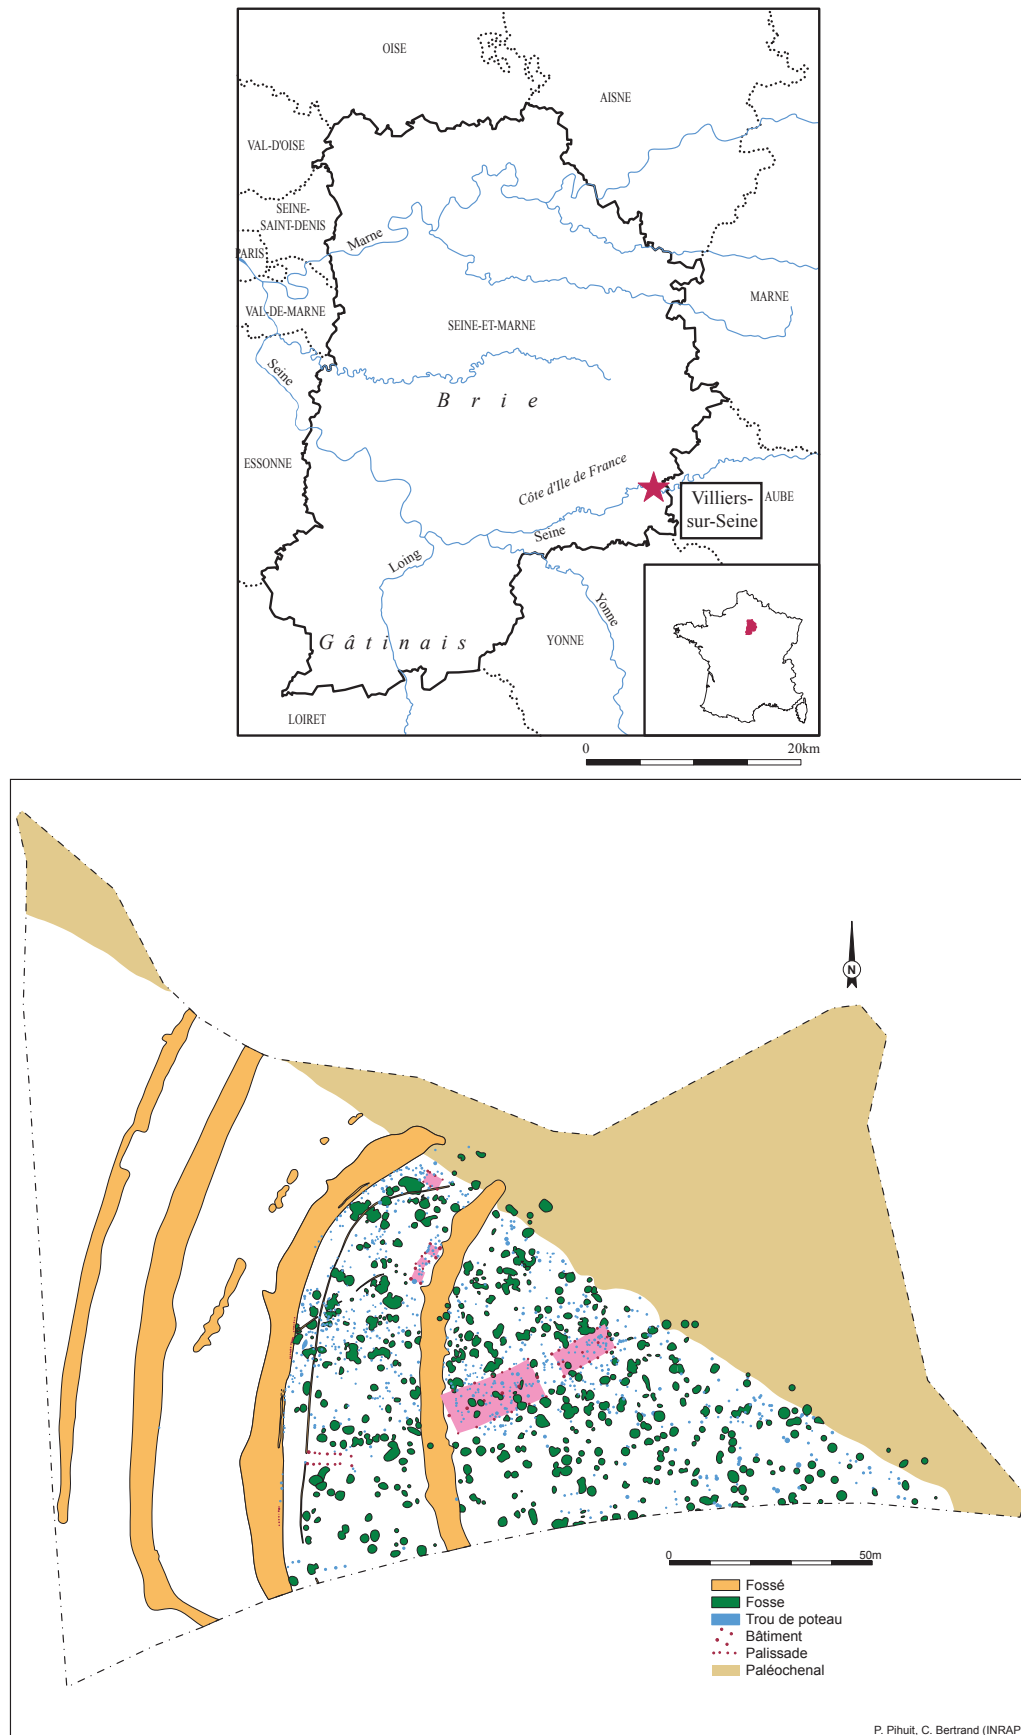 OISE
AISNE
VAL-D'OISE
SEINE-
SAINT-DENIS
Marne
PARIS
MARNE
VAL-DE-MARNE
SEINE-ET-MARNE
Seine
Brie
ESSONNE
Côte d'Ile de France
Villiers-
sur-Seine
AUBE
Seine
Loing
Yonne
Gâtinais
YONNE
LOIRET
0 20km
N
0 50m
Fossé
Fosse
Trou de poteau
Bâtiment
Palissade
Paléochenal
P. Pihuit, C. Bertrand (INRAP